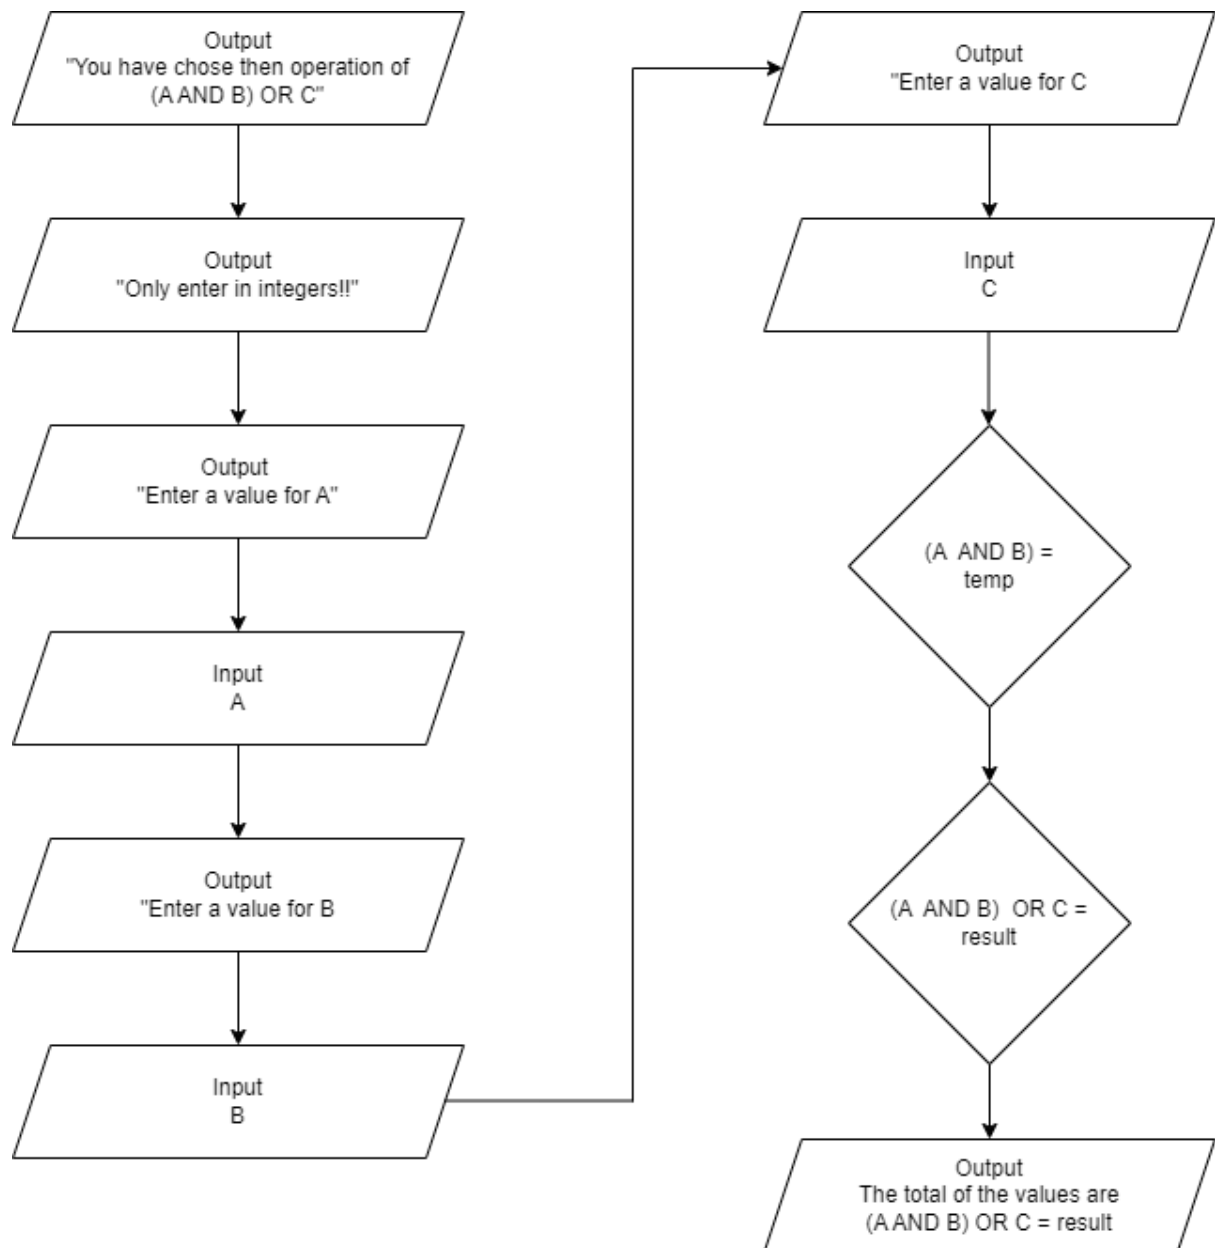 Output
"You have chose then operation of
(A AND B) OR C"
Output
"Only enter in integers!!"
Output
"Enter a value for A"
Input
A
Output
"Enter a value for B
Input
B
Output
"Enter a value for C
Input
C
(A AND B) =
temp
(A AND B) OR C =
result
Output
The total of the values are
(A AND B) OR C = result